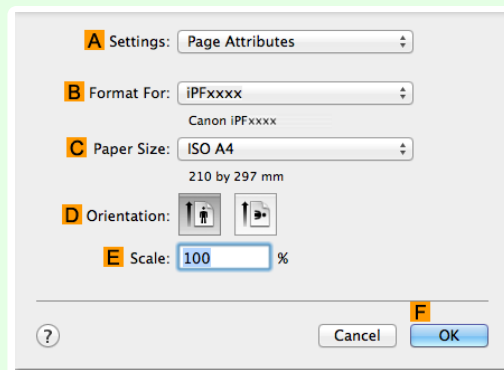 A Settings: Page Attributes
B Format For: iPFxxxx
Canon iPFxxxx
C Paper Size: ISO A4
210 by 297 mm
D Orientation:
E Scale: 100 %
F
? Cancel OK